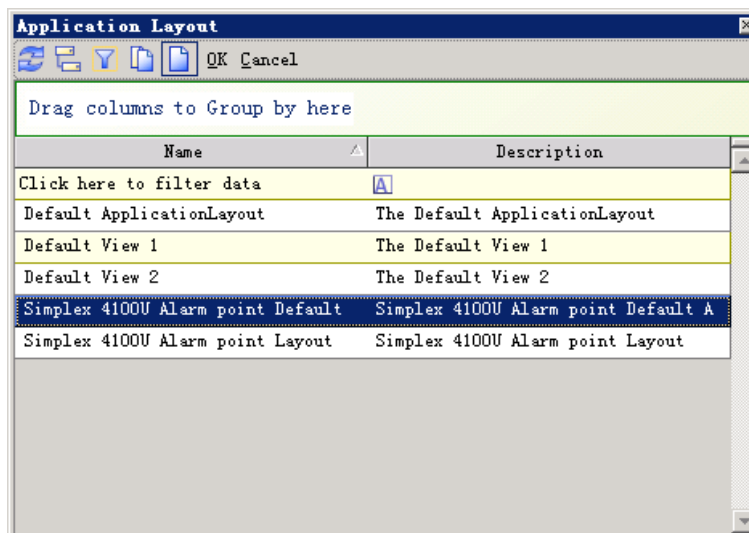 Application Layout
OK Cancel
Drag columns to Group by here
Name Description
Click here to filter data A
Default ApplicationLayout The Default ApplicationLayout
Default View 1 The Default View 1
Default View 2 The Default View 2
Simplex 4100U Alarm point Default Simplex 4100U Alarm point Default A
Simplex 4100U Alarm point Layout Simplex 4100U Alarm point Layout